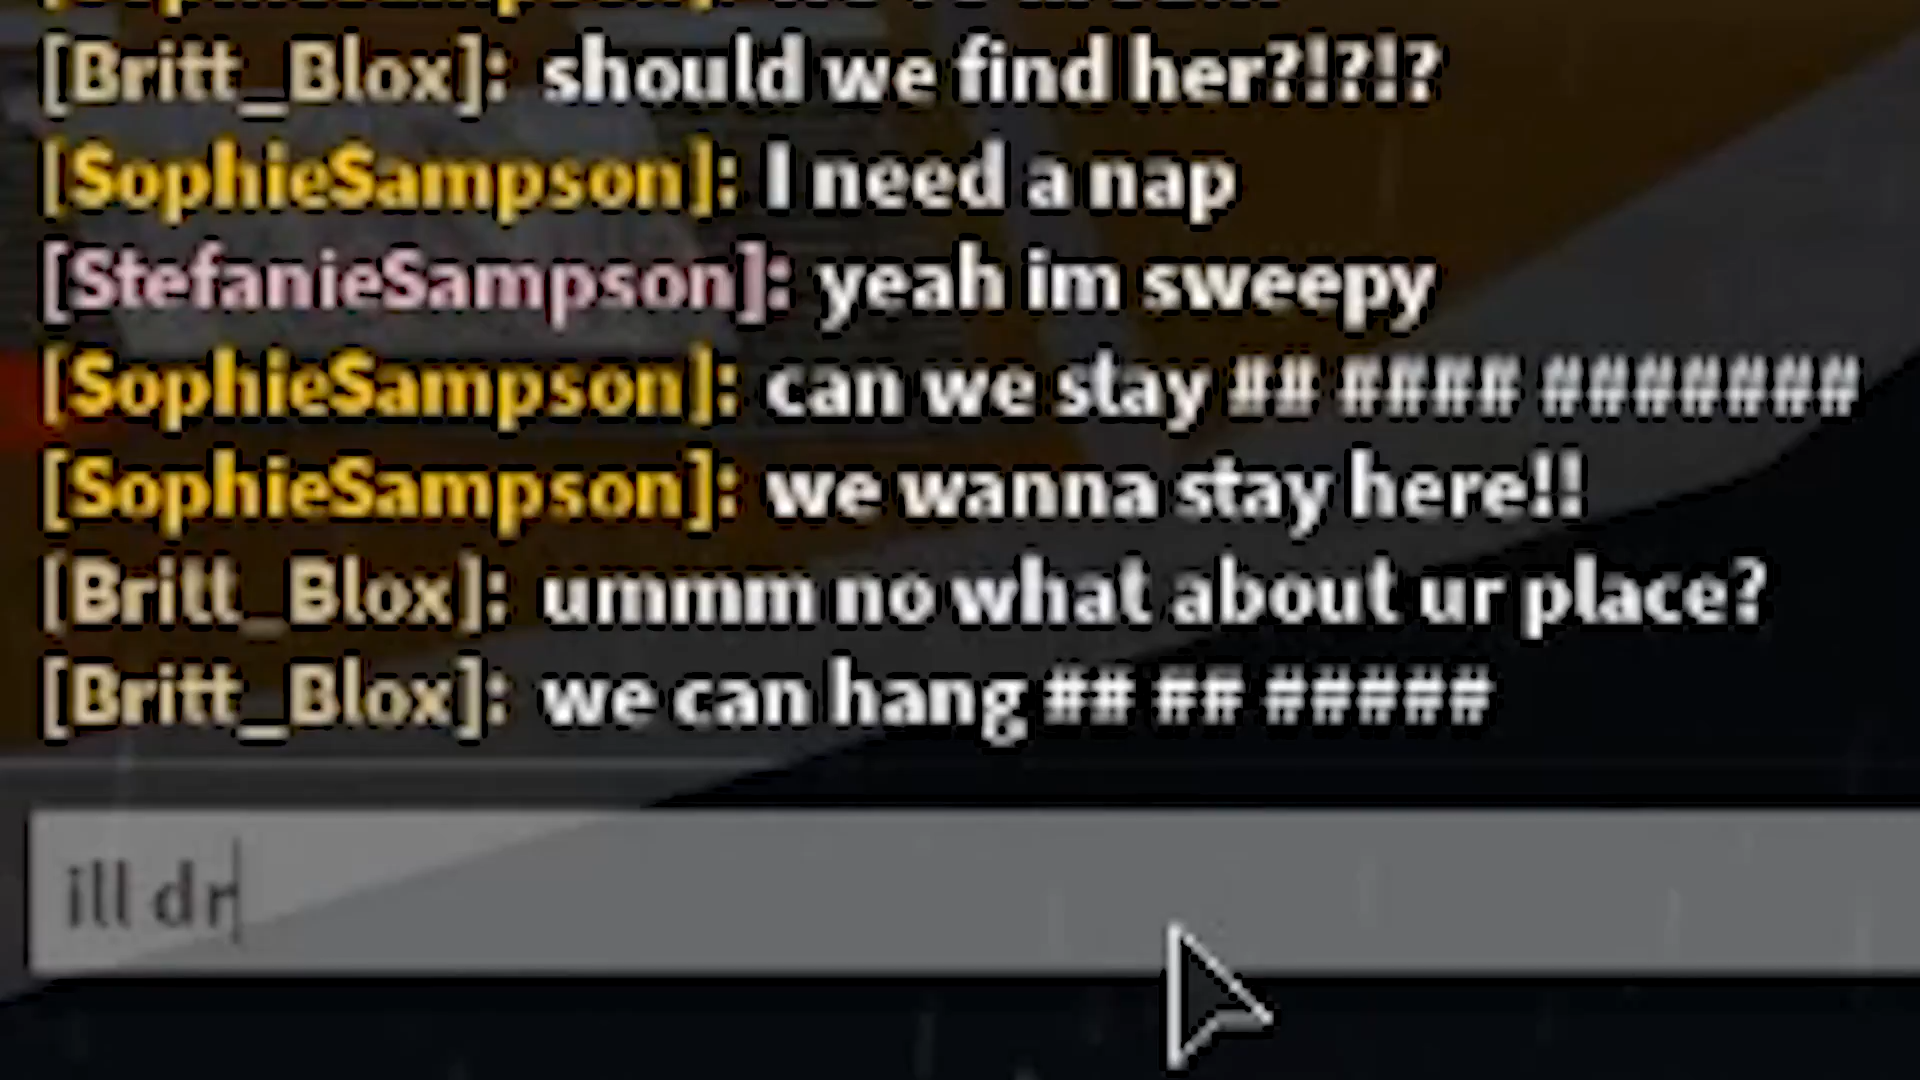 [Britt_Blox]: should we find her?!?!?
[SophieSampson]: I need a nap
[StefanieSampson]: yeah im sweepy
[SophieSampson]: can we stay ## #### #######
[SophieSampson]: we wanna stay here!!
[Britt_Blox]: ummm no what about ur place?
[Britt_Blox]: we can hang ## ## #####
ill dr